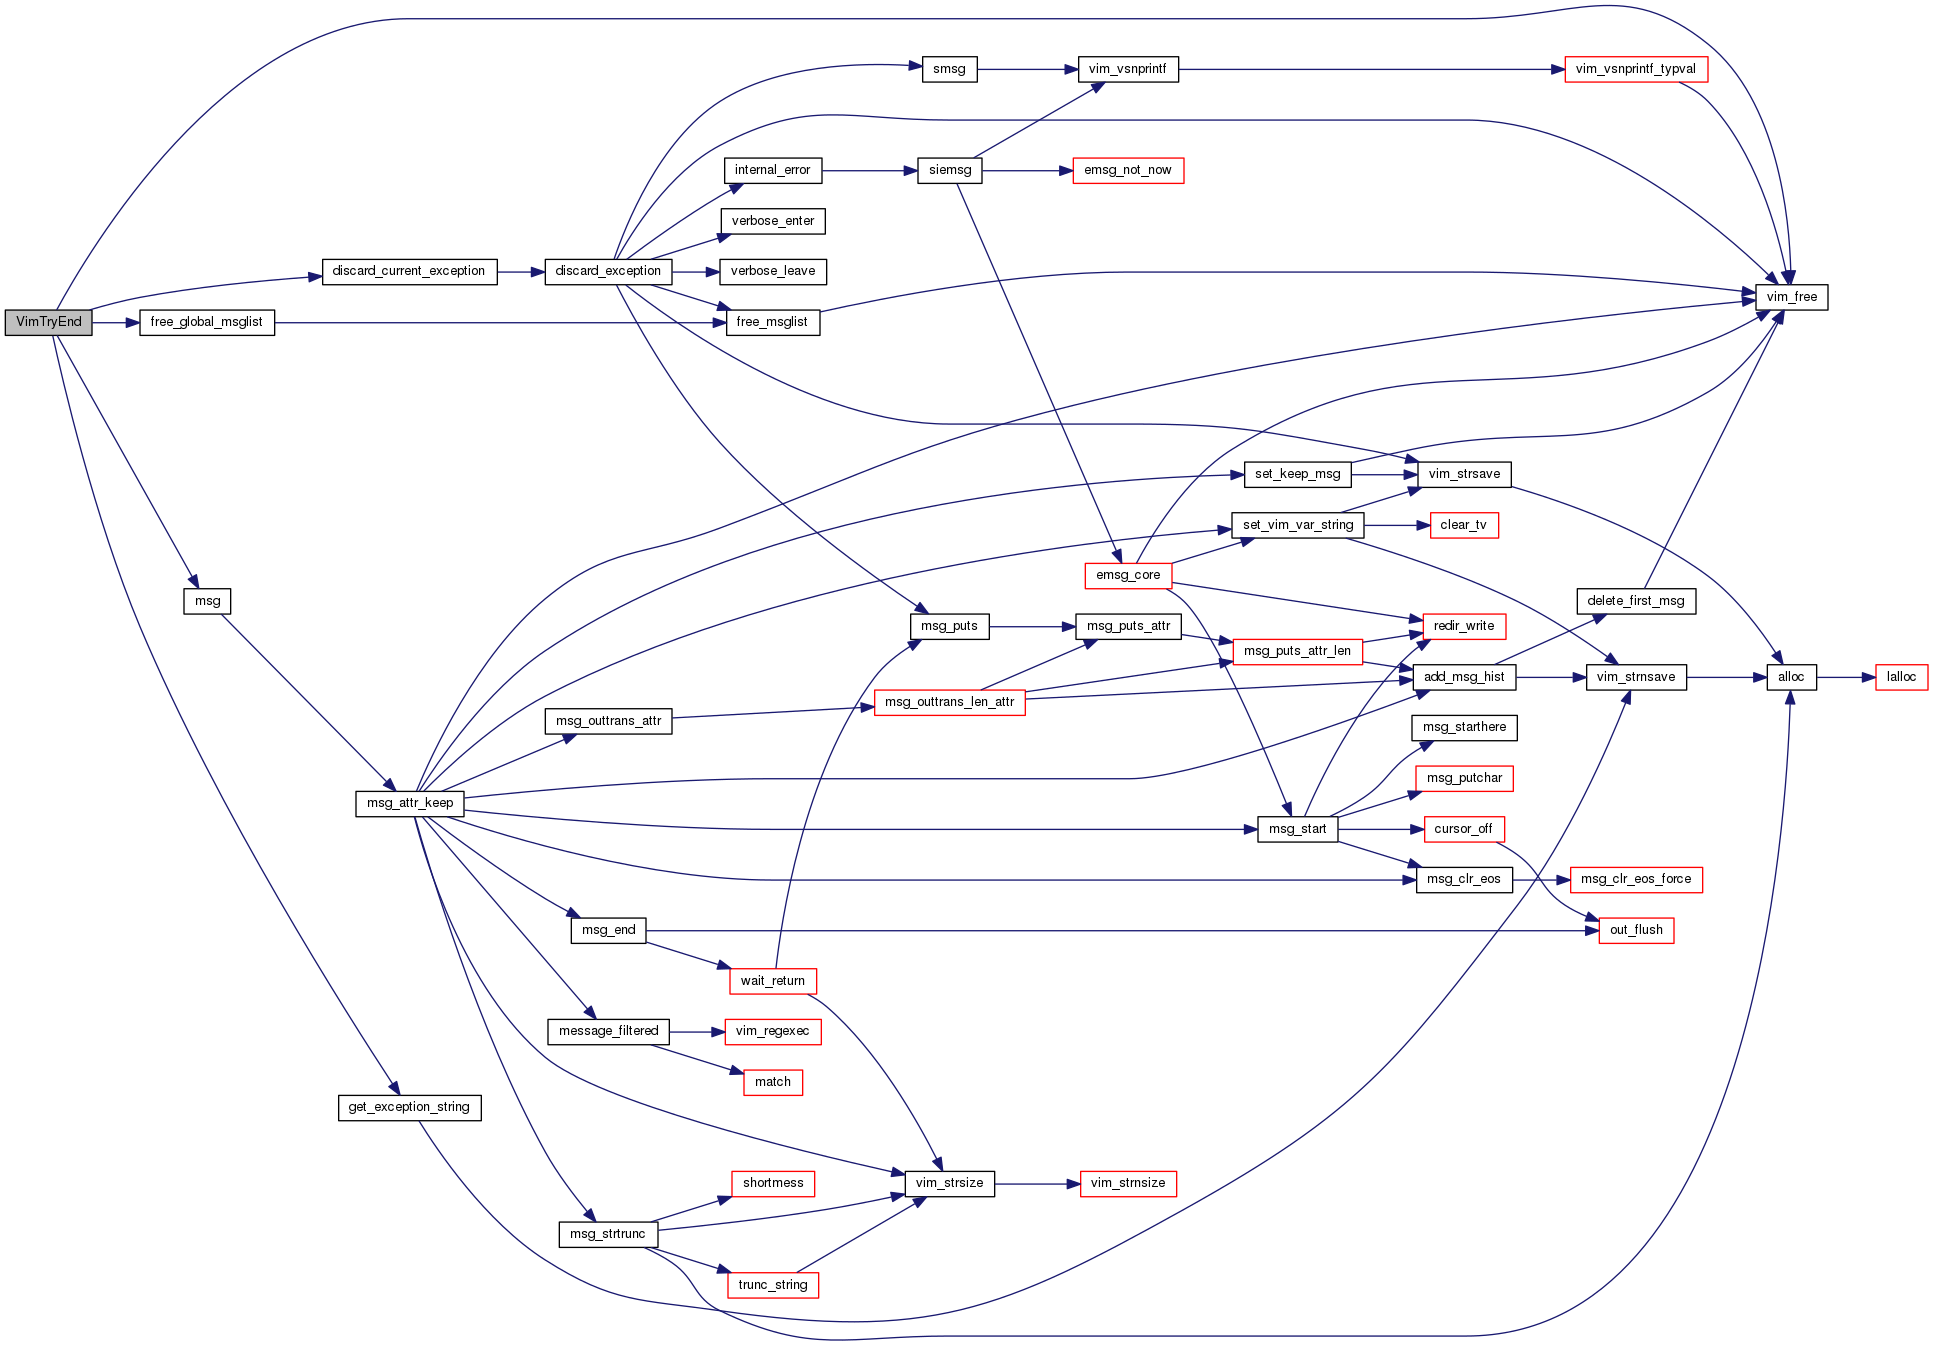 smsg
vim_vsnprintf
vim_vsnprintf_typval
internal_error
siemsg
emsg_not_now
verbose_enter
discard_current_exception
discard_exception
verbose_leave
vim_free
VimTryEnd
free_global_msglist
free_msglist
set_keep_msg
vim_strsave
set_vim_var_string
clear_tv
emsg_core
msg
delete_first_msg
msg_puts
msg_puts_attr
redir_write
msg_puts_attr_len
add_msg_hist
vim_strnsave
alloc
lalloc
msg_outtrans_len_attr
msg_outtrans_attr
msg_starthere
msg_putchar
msg_attr_keep
msg_start
cursor_off
msg_clr_eos
msg_clr_eos_force
msg_end
out_flush
wait_return
message_filtered
vim_regexec
match
get_exception_string
shortmess
vim_strsize
vim_strnsize
msg_strtrunc
trunc_string